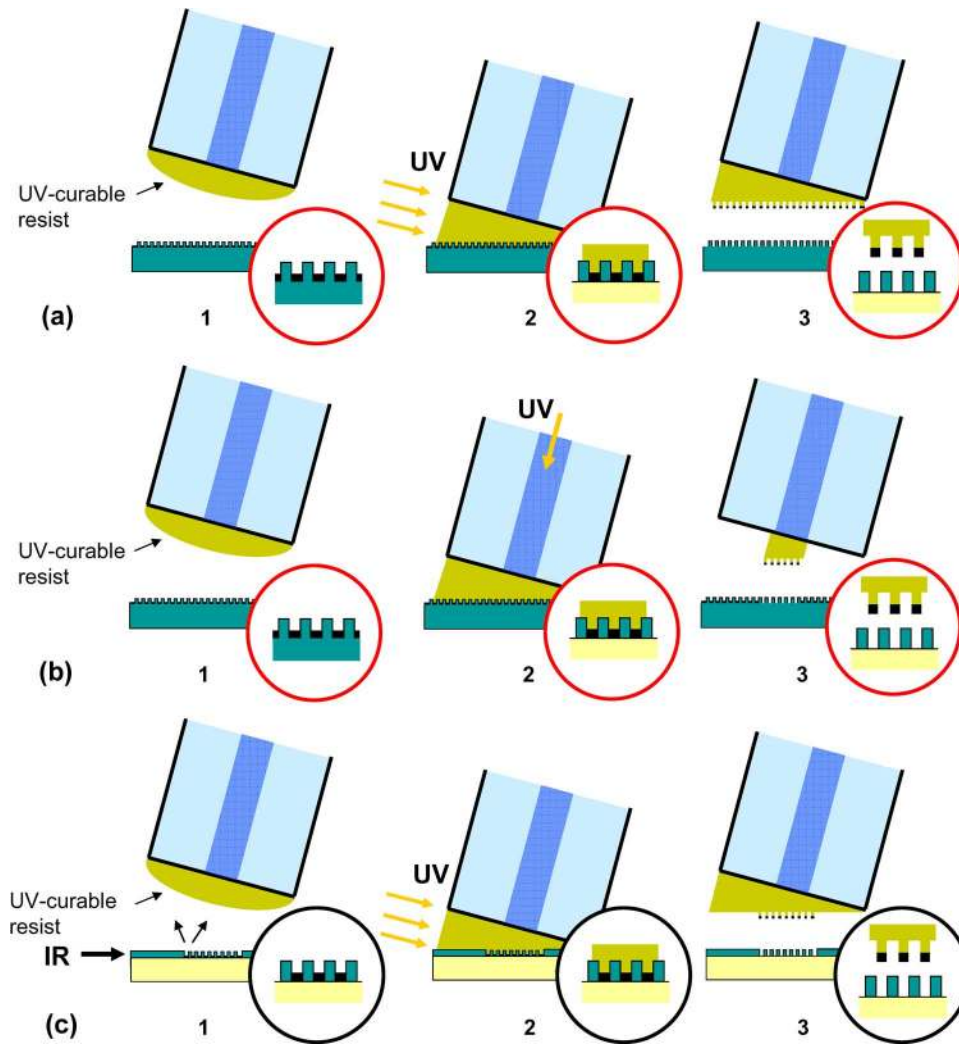 UV-curable
resist
UV
(a)
1
2
3
UV-curable
resist
UV
(b)
1
2
3
UV-curable
resist
UV
IR
(c)
1
2
3